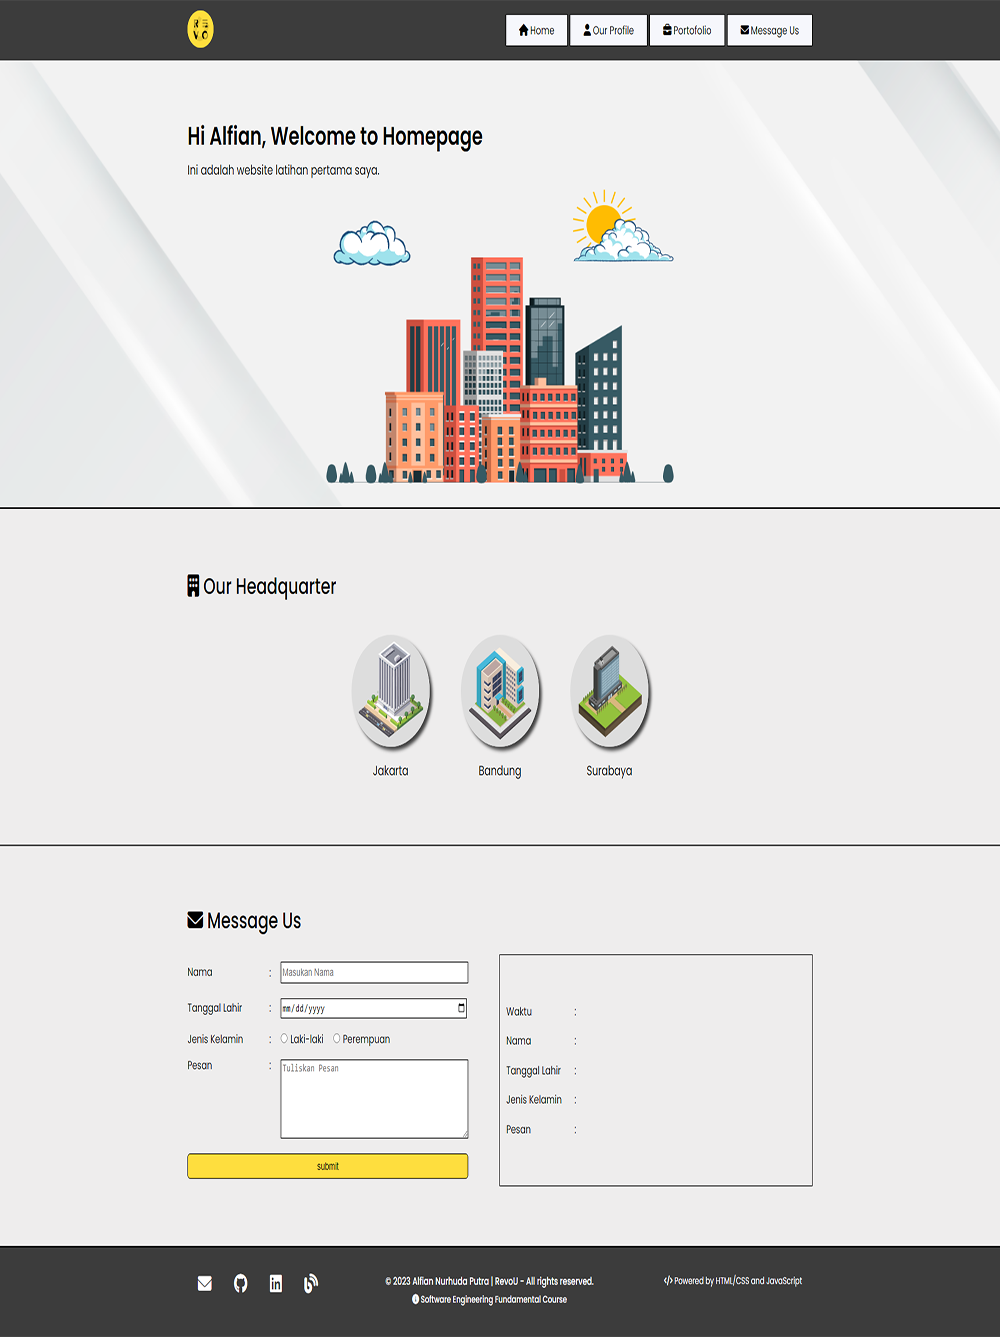 REVO
Home Our Profile Portofolio Message Us
Hi Alfian, Welcome to Homepage
Ini adalah website latihan pertama saya.
Our Headquarter
Jakarta Bandung Surabaya
Message Us
Nama : Masukan Nama
Tanggal Lahir : mm/dd/yyyy
Jenis Kelamin : Laki-laki Perempuan
Pesan : Tuliskan Pesan
submit
Waktu :
Nama :
Tanggal Lahir :
Jenis Kelamin :
Pesan :
© 2023 Alfian Nurhuda Putra | RevoU - All rights reserved.
Software Engineering Fundamental Course
Powered by HTML/CSS and JavaScript